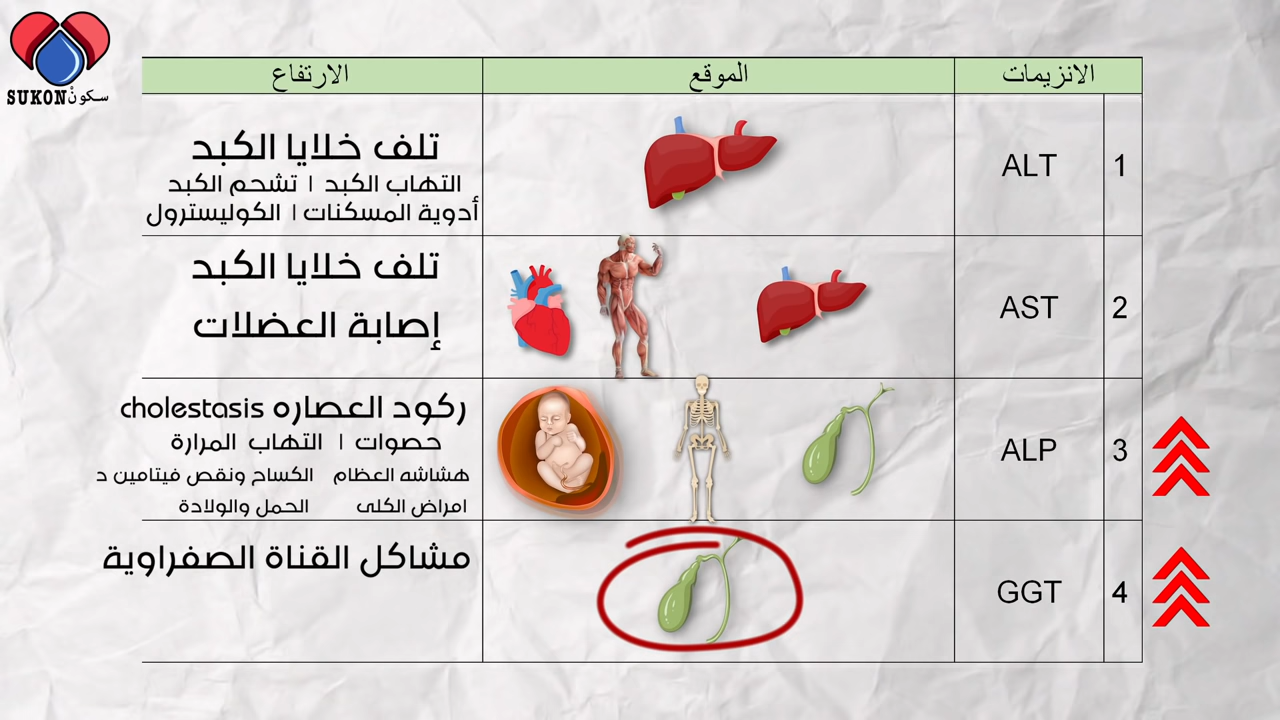 SUKON سكون
الانزيمات الموقع الارتفاع
1 ALT
تلف خلايا الكبد
التهاب الكبد | تشحم الكبد
أدوية المسكنات | الكوليسترول
2 AST
تلف خلايا الكبد
إصابة العضلات
3 ALP
ركود العصاره cholestasis
حصوات | التهاب المرارة
هشاشه العظام الكساح ونقص فيتامين د
امراض الكلى الحمل والولادة
4 GGT
مشاكل القناة الصفراوية